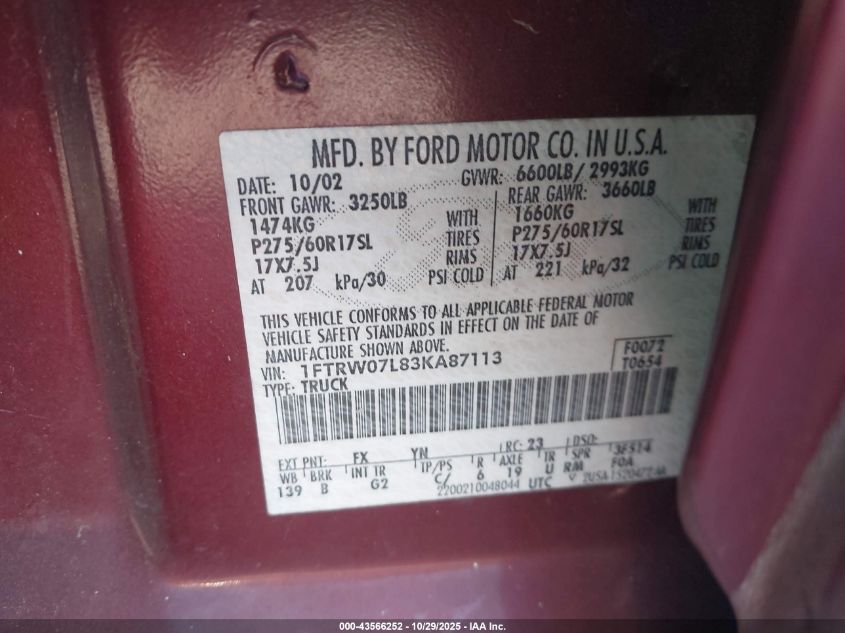 MFD. BY FORD MOTOR CO. IN U.S.A.
DATE: 10/02 GVWR: 6600LB/ 2993KG
FRONT GAWR: 3250LB REAR GAWR: 3660LB
1474KG WITH 1660KG WITH
P275/60R17SL TIRES P275/60R17SL TIRES
17X7.5J RIMS 17X7.5J RIMS
AT 207 kPa/30 PSI COLD AT 221 kPa/32 PSI COLD
THIS VEHICLE CONFORMS TO ALL APPLICABLE FEDERAL MOTOR
VEHICLE SAFETY STANDARDS IN EFFECT ON THE DATE OF
MANUFACTURE SHOWN ABOVE.
VIN: 1FTRW07L83KA87113 F0072
TYPE: TRUCK T0654
EXT PNT: FX YN RC: 23 DSO: 3F514
WB BRK INT TR TP/PS R AXLE TR SPR
139 B G2 C/ 6 19 U RM F0A
2200210048044 UTC
000-43566252 - 10/29/2025 - IAA Inc.